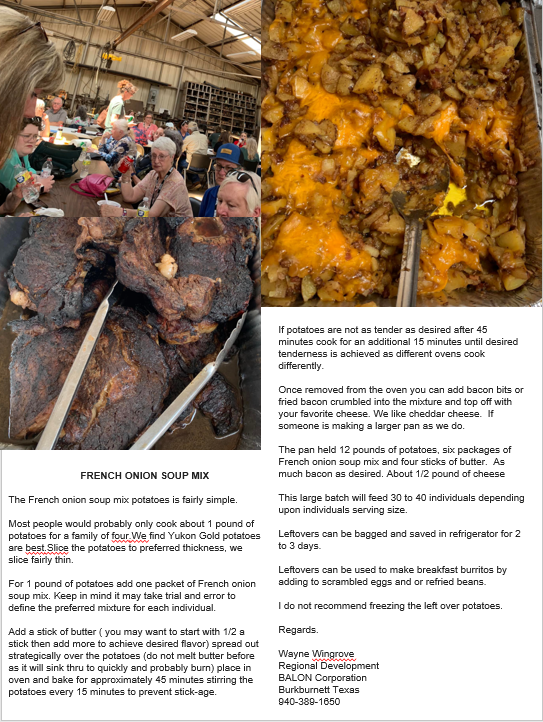 FRENCH ONION SOUP MIX
The French onion soup mix potatoes is fairly simple.
Most people would probably only cook about 1 pound of
potatoes for a family of four.We find Yukon Gold potatoes
are best.Slice the potatoes to preferred thickness, we
slice fairly thin.
For 1 pound of potatoes add one packet of French onion
soup mix. Keep in mind it may take trial and error to
define the preferred mixture for each individual.
Add a stick of butter ( you may want to start with 1/2 a
stick then add more to achieve desired flavor) spread out
strategically over the potatoes (do not melt butter before
as it will sink thru to quickly and probably burn) place in
oven and bake for approximately 45 minutes stirring the
potatoes every 15 minutes to prevent stick-age.
If potatoes are not as tender as desired after 45
minutes cook for an additional 15 minutes until desired
tenderness is achieved as different ovens cook
differently.
Once removed from the oven you can add bacon bits or
fried bacon crumbled into the mixture and top off with
your favorite cheese. We like cheddar cheese.  If
someone is making a larger pan as we do.
The pan held 12 pounds of potatoes, six packages of
French onion soup mix and four sticks of butter.  As
much bacon as desired. About 1/2 pound of cheese
This large batch will feed 30 to 40 individuals depending
upon individuals serving size.
Leftovers can be bagged and saved in refrigerator for 2
to 3 days.
Leftovers can be used to make breakfast burritos by
adding to scrambled eggs and or refried beans.
I do not recommend freezing the left over potatoes.
Regards.
Wayne Wingrove
Regional Development
BALON Corporation
Burkburnett Texas
940-389-1650